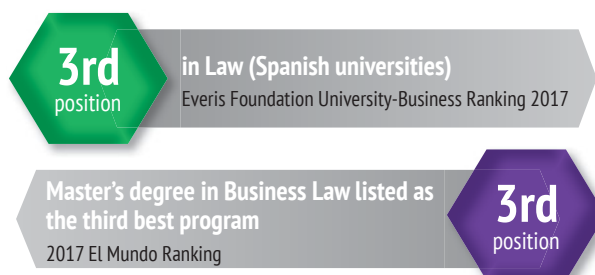 3rd
position
in Law (Spanish universities)
Everis Foundation University-Business Ranking 2017
Master's degree in Business Law listed as
the third best program
2017 El Mundo Ranking
3rd
position